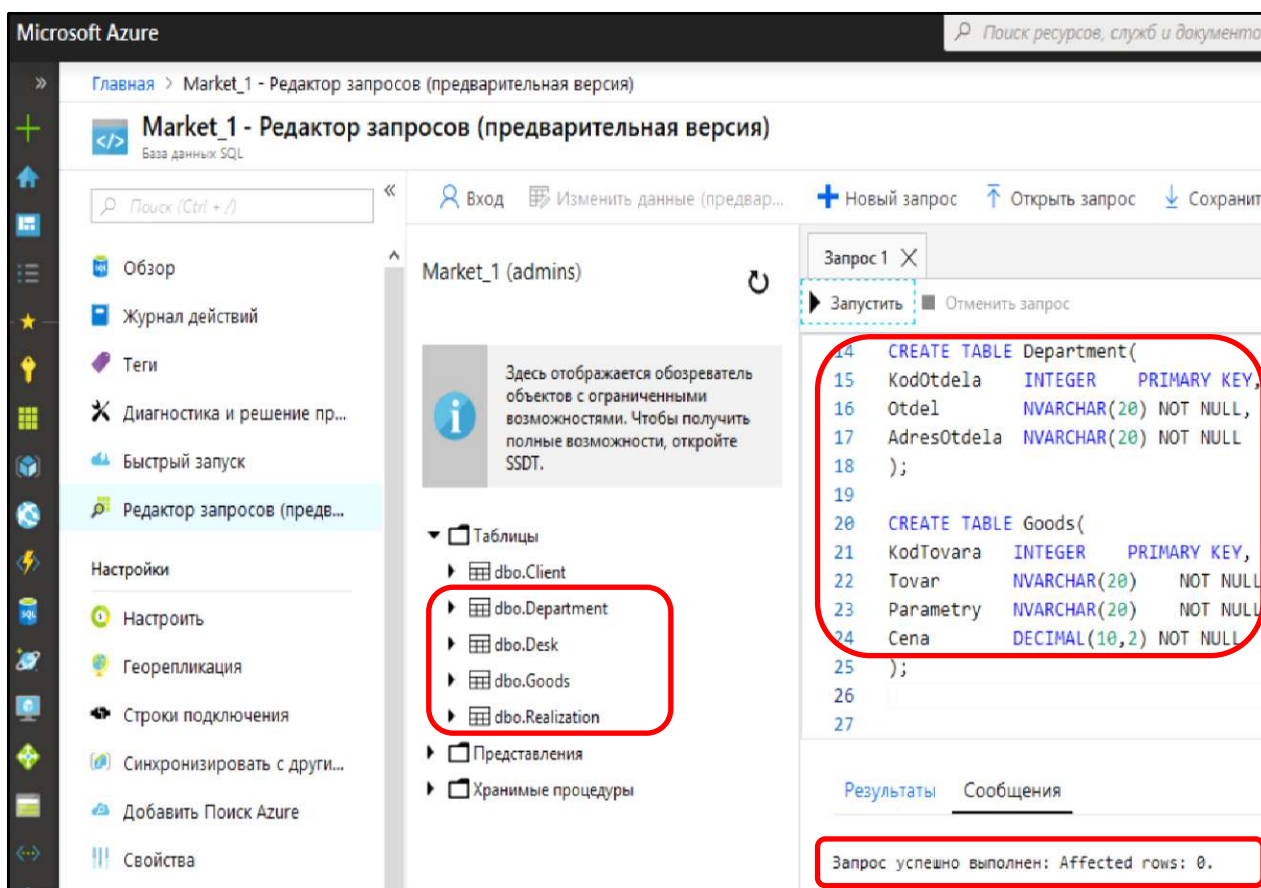 Microsoft Azure
Поиск ресурсов, служб и документо
Главная > Market_1 - Редактор запросов (предварительная версия)
Market_1 - Редактор запросов (предварительная версия)
База данных SQL
Поиск (Ctrl + /)
Обзор
Журнал действий
Теги
Диагностика и решение пр...
Быстрый запуск
Редактор запросов (предв...
Настройки
Настроить
Георепликация
Строки подключения
Синхронизировать с други...
Добавить Поиск Azure
Свойства
Вход Изменить данные (предвар... Новый запрос Открыть запрос Сохранит
Market_1 (admins)
Здесь отображается обозреватель
объектов с ограниченными
возможностями. Чтобы получить
полные возможности, откройте
SSDT.
Таблицы
dbo.Client
dbo.Department
dbo.Desk
dbo.Goods
dbo.Realization
Представления
Хранимые процедуры
Запрос 1
Запустить Отменить запрос
14 CREATE TABLE Department(
15 KodOtdela INTEGER PRIMARY KEY,
16 Otdel NVARCHAR(20) NOT NULL,
17 AdresOtdela NVARCHAR(20) NOT NULL
18 );
19
20 CREATE TABLE Goods(
21 KodTovara INTEGER PRIMARY KEY,
22 Tovar NVARCHAR(20) NOT NULL
23 Parametry NVARCHAR(20) NOT NULL
24 Cena DECIMAL(10,2) NOT NULL
25 );
26
27
Результаты Сообщения
Запрос успешно выполнен: Affected rows: 0.